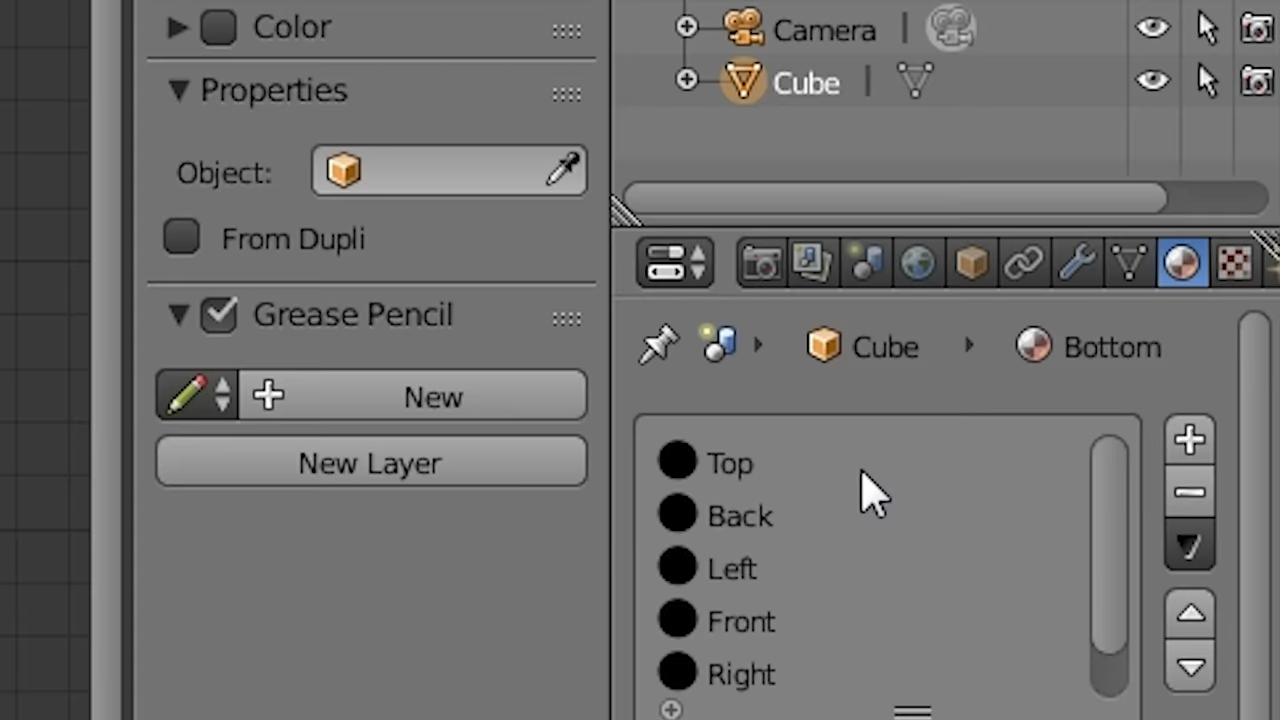 Color
Properties
Object:
From Dupli
Grease Pencil
New
New Layer
Camera
Cube
Cube
Bottom
Top
Back
Left
Front
Right